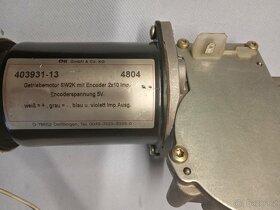 GmbH & Co. KG
403931-13 4804
Getriebemotor SW2K mit Encoder 2x10 Imp.
Encoderspannung 5V.
weiß = +, grau = -, blau u. violett Imp.Ausg.